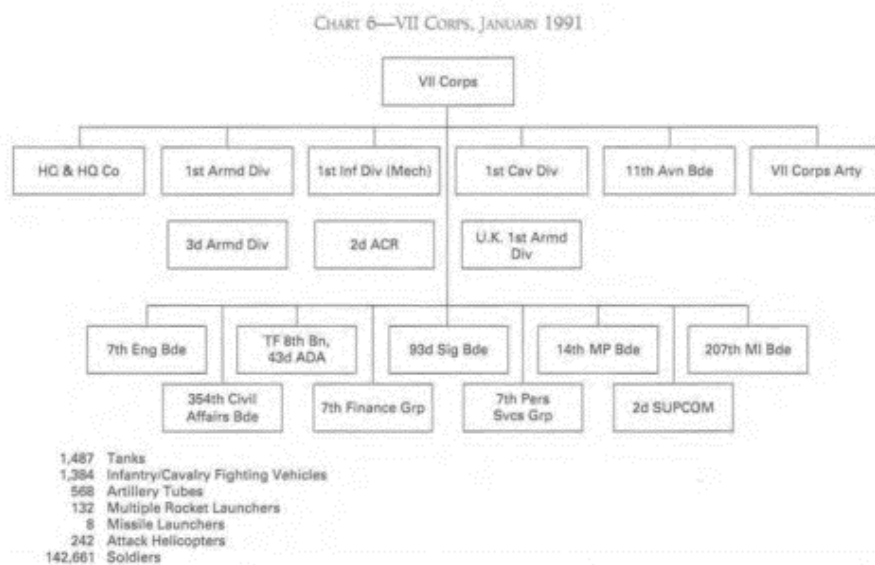 CHART 6—VII CORPS, JANUARY 1991
VII Corps
HQ & HQ Co
1st Armd Div
1st Inf Div (Mech)
1st Cav Div
11th Avn Bde
VII Corps Arty
3d Armd Div
2d ACR
U.K. 1st Armd
Div
7th Eng Bde
TF 8th Bn,
43d ADA
93d Sig Bde
14th MP Bde
207th MI Bde
354th Civil
Affairs Bde
7th Finance Grp
7th Pers
Svcs Grp
2d SUPCOM
1,487 Tanks
1,384 Infantry/Cavalry Fighting Vehicles
568 Artillery Tubes
132 Multiple Rocket Launchers
8 Missile Launchers
242 Attack Helicopters
142,661 Soldiers